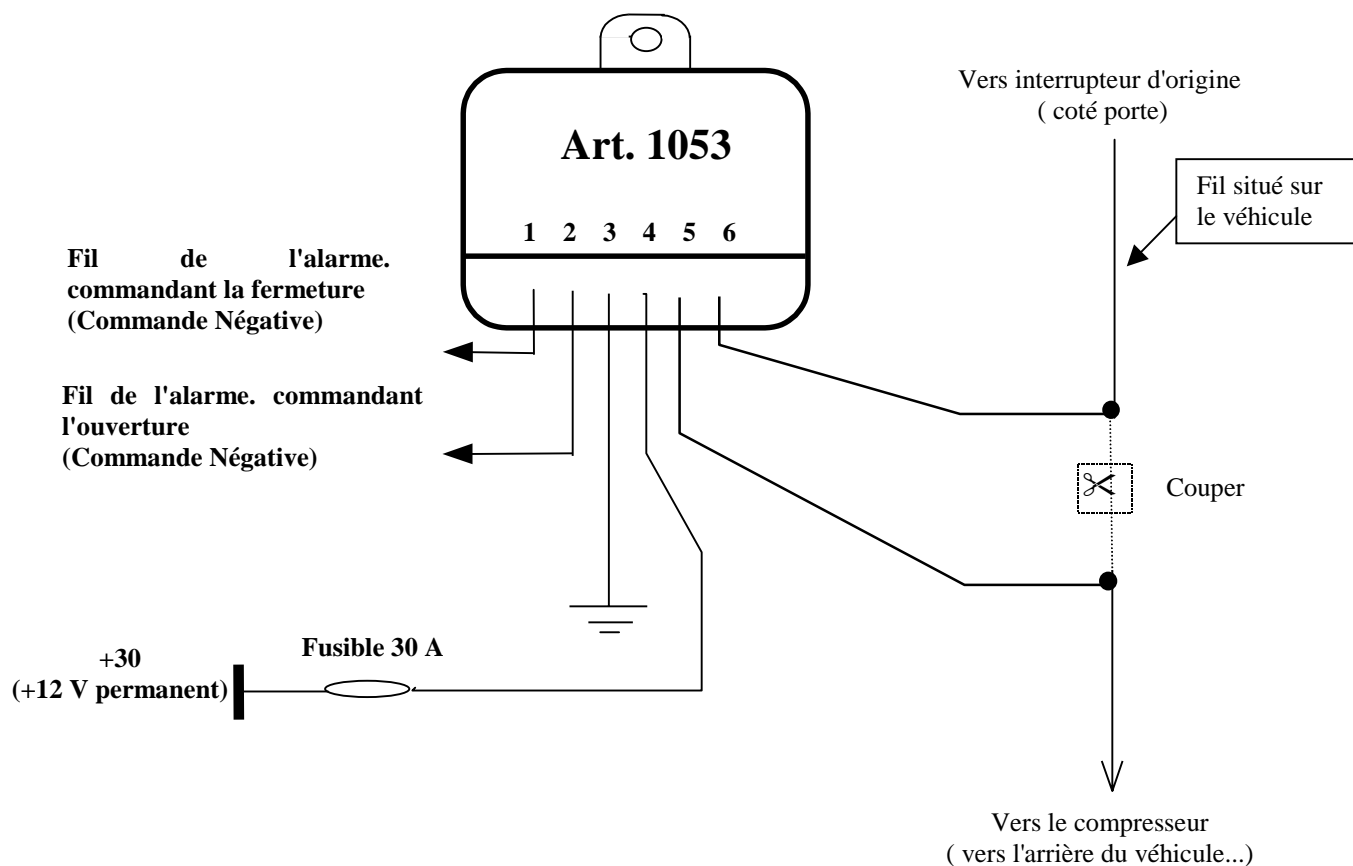 Vers interrupteur d'origine
( coté porte)
Art. 1053
Fil situé sur
le véhicule
1 2 3 4 5 6
Fil de l'alarme.
commandant la fermeture
(Commande Négative)
Fil de l'alarme. commandant
l'ouverture
(Commande Négative)
Couper
Fusible 30 A
+30
(+12 V permanent)
Vers le compresseur
( vers l'arrière du véhicule...)